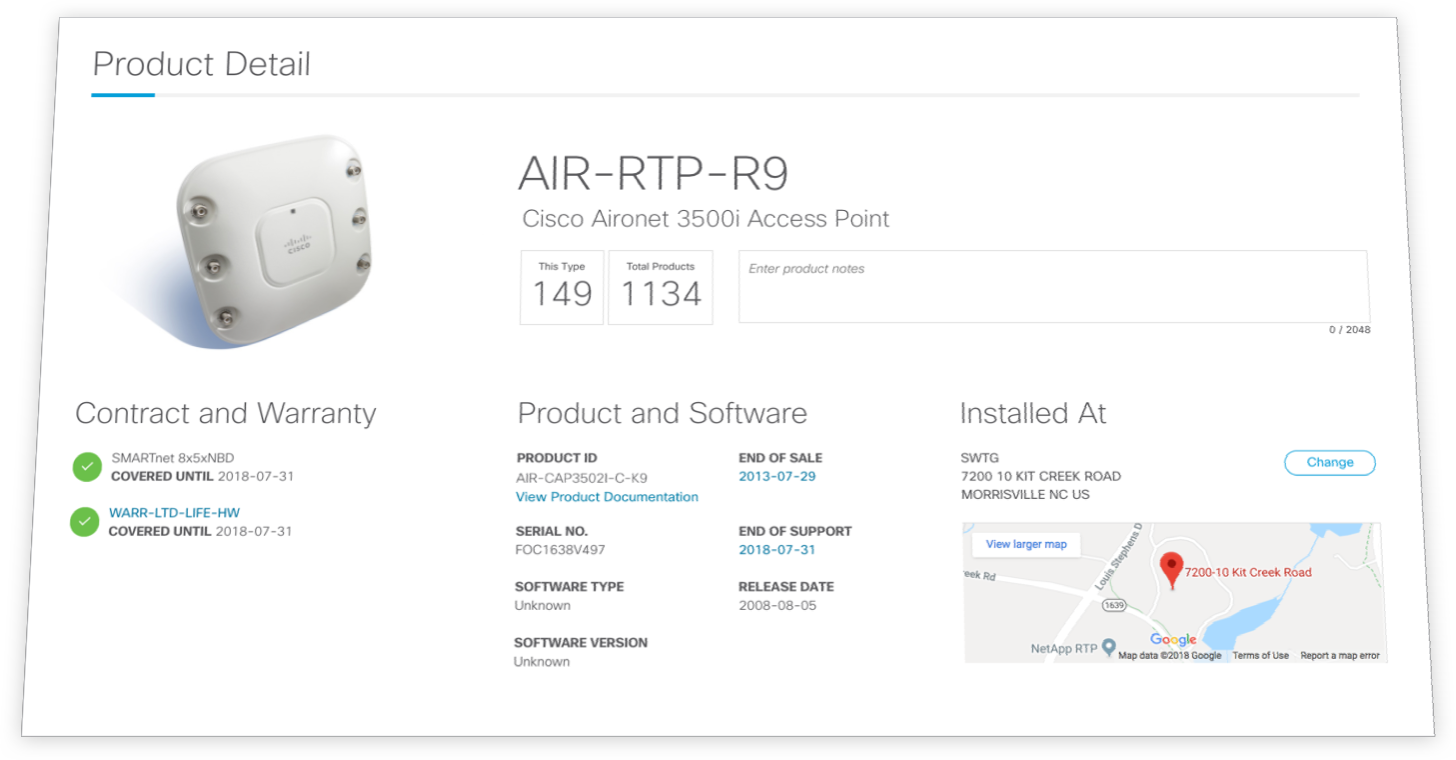 Product Detail
CISCO
AIR-RTP-R9
Cisco Aironet 3500i Access Point
This Type
149
Total Products
1134
Enter product notes
0 / 2048
Contract and Warranty
SMARTnet 8x5xNBD
COVERED UNTIL 2018-07-31
WARR-LTD-LIFE-HW
COVERED UNTIL 2018-07-31
Product and Software
PRODUCT ID
AIR-CAP3502I-C-K9
View Product Documentation
SERIAL NO.
FOC1638V497
SOFTWARE TYPE
Unknown
SOFTWARE VERSION
Unknown
END OF SALE
2013-07-29
END OF SUPPORT
2018-07-31
RELEASE DATE
2008-08-05
Installed At
SWTG
7200 10 KIT CREEK ROAD
MORRISVILLE NC US
Change
View larger map
Louis Stephens D
7200-10 Kit Creek Road
eek Rd
1639
NetApp RTP
Google
Map data ©2018 Google
Terms of Use
Report a map error